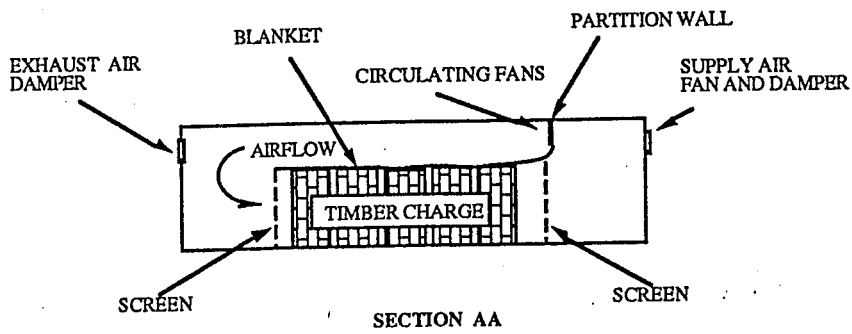 PARTITION WALL
BLANKET
EXHAUST AIR
DAMPER
CIRCULATING FANS
SUPPLY AIR
FAN AND DAMPER
AIRFLOW
TIMBER CHARGE
SCREEN
SCREEN
SECTION AA